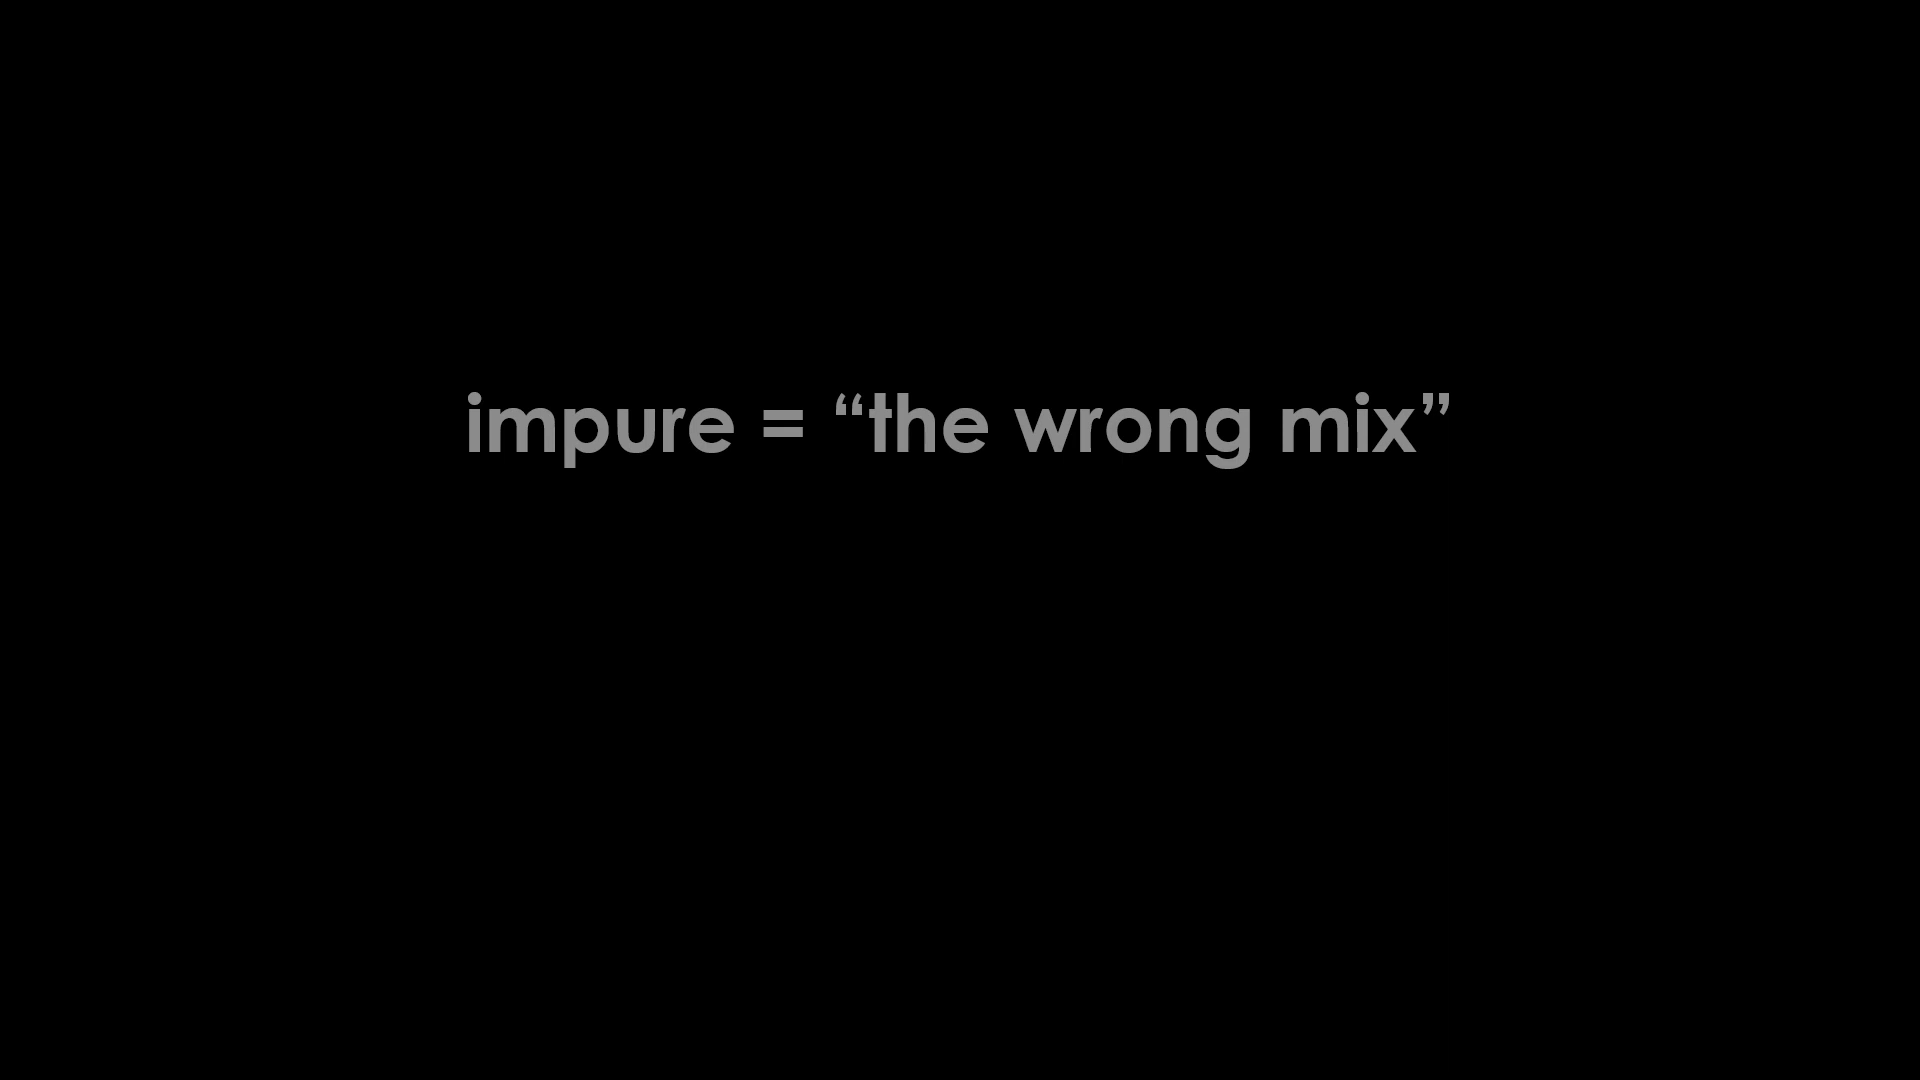 impure = “the wrong mix”